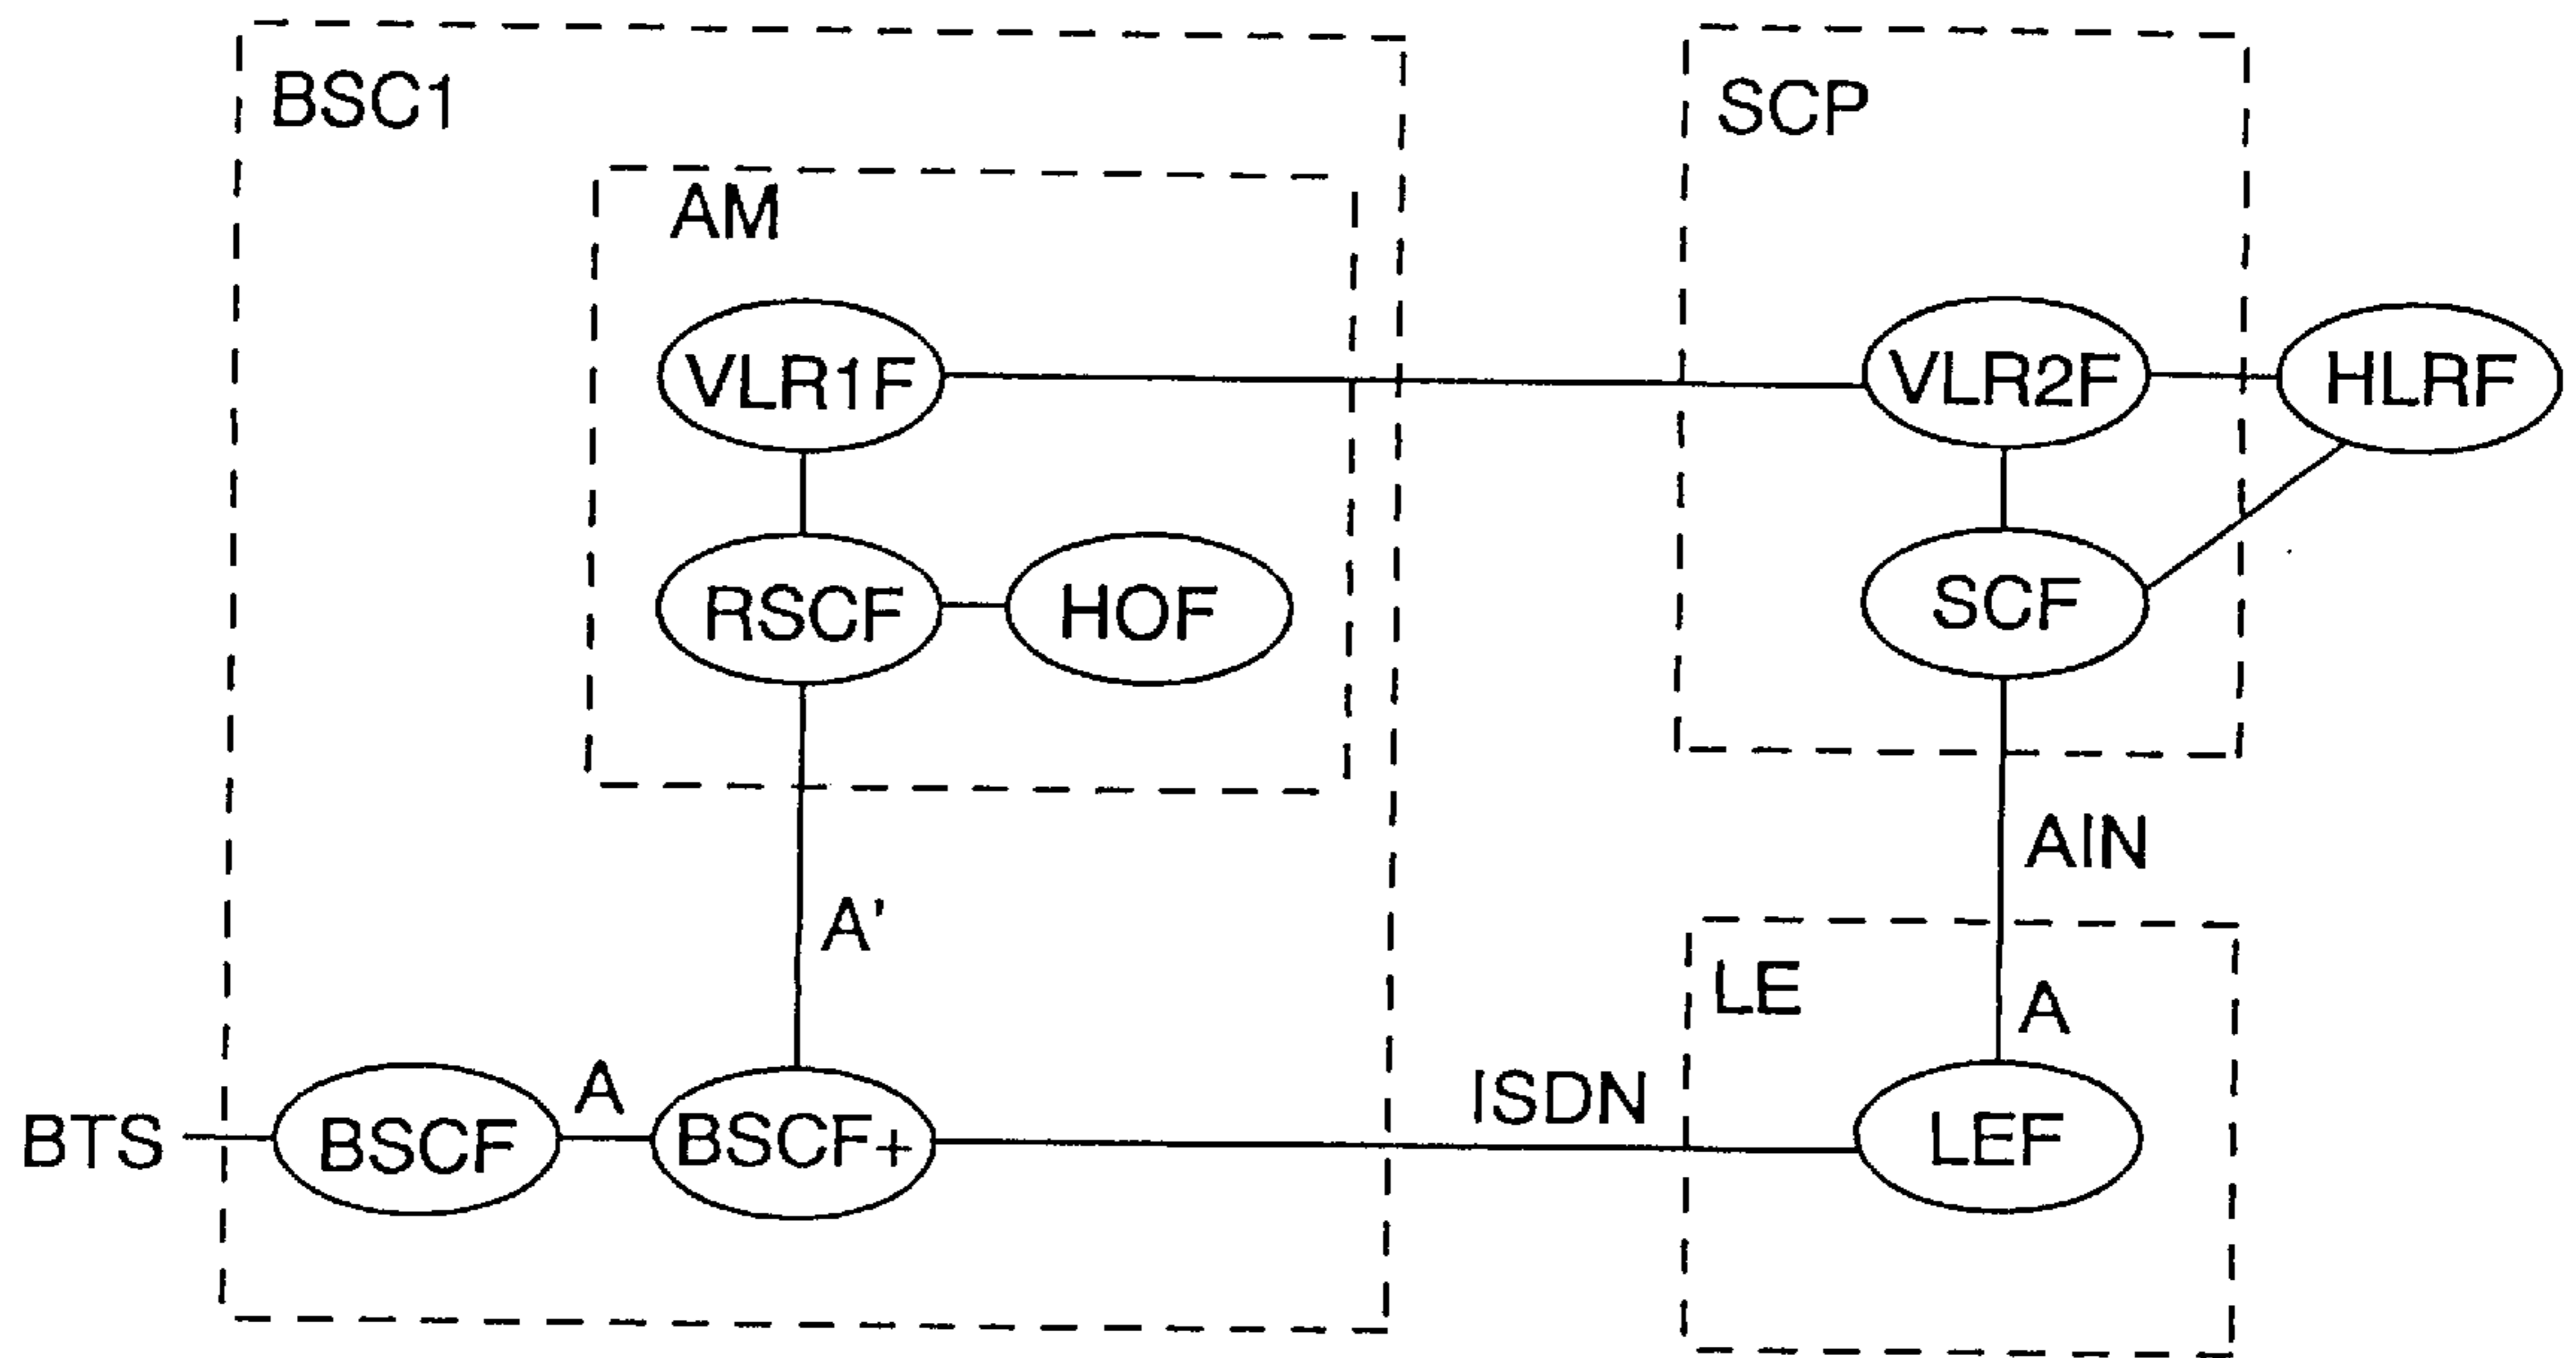 BSC1
SCP
AM
VLR1F
VLR2F
HLRF
RSCF
HOF
SCF
AIN
A'
LE
A
BTS
BSCF
A
BSCF+
ISDN
LEF